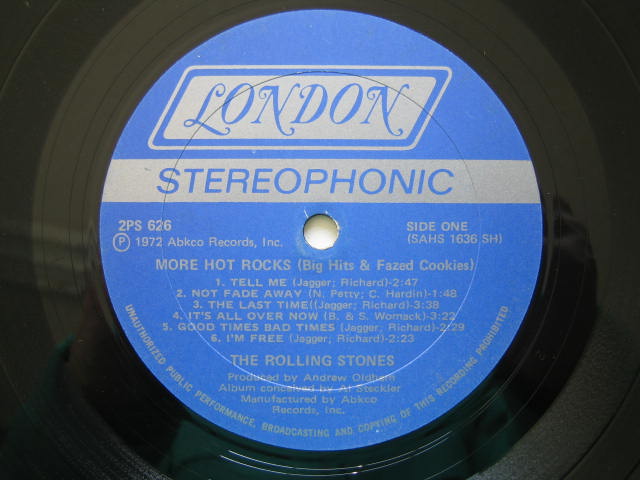 LONDON
STEREOPHONIC
2PS 626
SIDE ONE
Ⓟ 1972 Abkco Records, Inc.
(SAHS 1636 SH)
MORE HOT ROCKS (Big Hits & Fazed Cookies)
1. TELL ME (Jagger; Richard)-2:47
2. NOT FADE AWAY (N. Petty; C. Hardin)-1:48
3. THE LAST TIME((Jagger; Richard)-3:38
4. IT'S ALL OVER NOW (B. & S. Womack)-3:22
5. GOOD TIMES BAD TIMES (Jagger, Richard)-2:29
6. I'M FREE (Jagger; Richard)-2:23
THE ROLLING STONES
Produced by Andrew Oldham
Album conceived by Al Steckler
Manufactured by Abkco
Records, Inc.
UNAUTHORIZED PUBLIC PERFORMANCE, BROADCASTING AND COPYING OF THIS RECORDING PROHIBITED